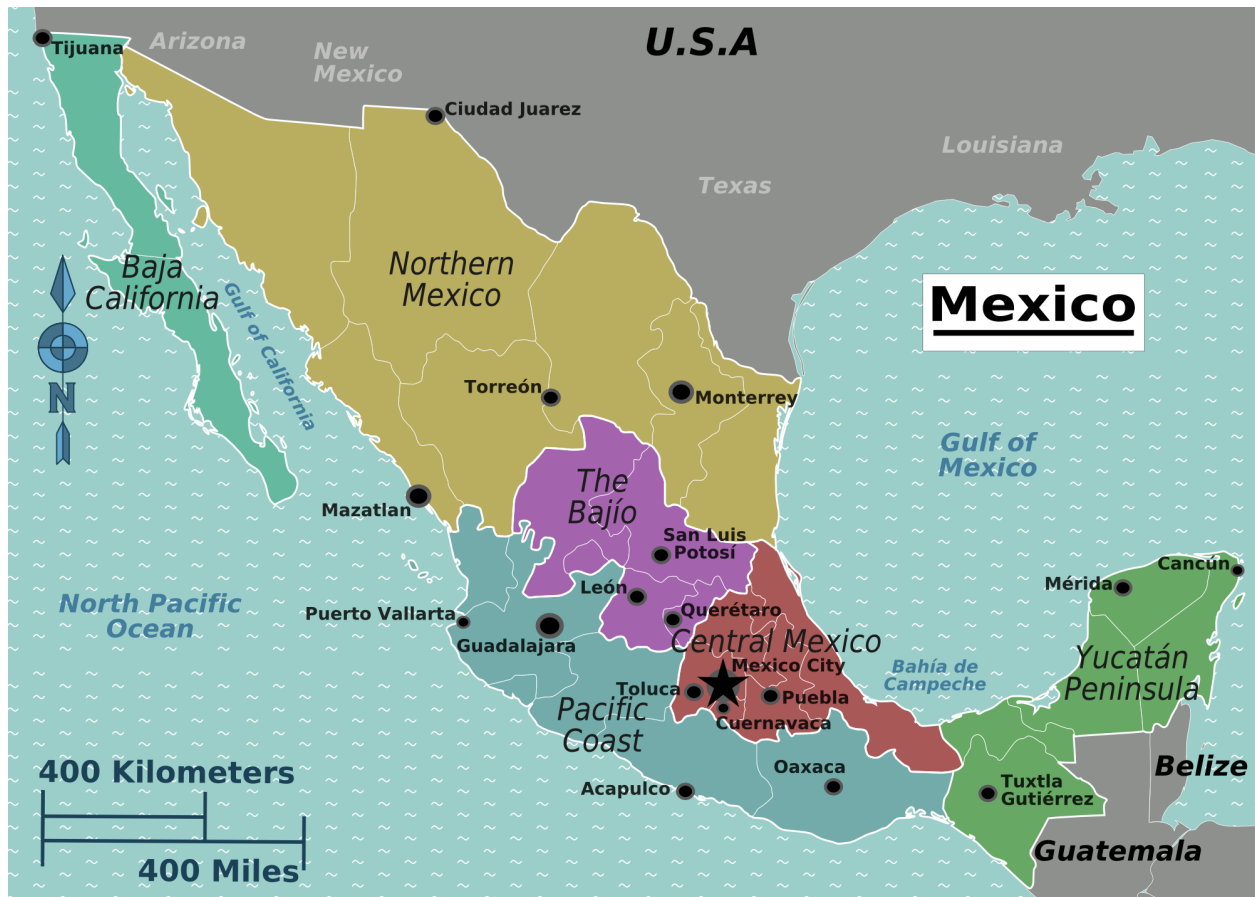 U.S.A
Arizona
Tijuana
New
Mexico
Ciudad Juarez
Louisiana
Texas
Baja
California
Northern
Mexico
Mexico
Gulf of California
N
Torreón
Monterrey
Gulf of
Mexico
The
Bajío
Mazatlan
San Luis
Potosí
León
Cancún
Mérida
North Pacific
Ocean
Puerto Vallarta
Querétaro
Guadalajara
Central Mexico
Mexico City
Yucatán
Peninsula
Bahía de
Campeche
Toluca
Puebla
Pacific
Coast
Cuernavaca
Oaxaca
Belize
400 Kilometers
Acapulco
Tuxtla
Gutiérrez
Guatemala
400 Miles